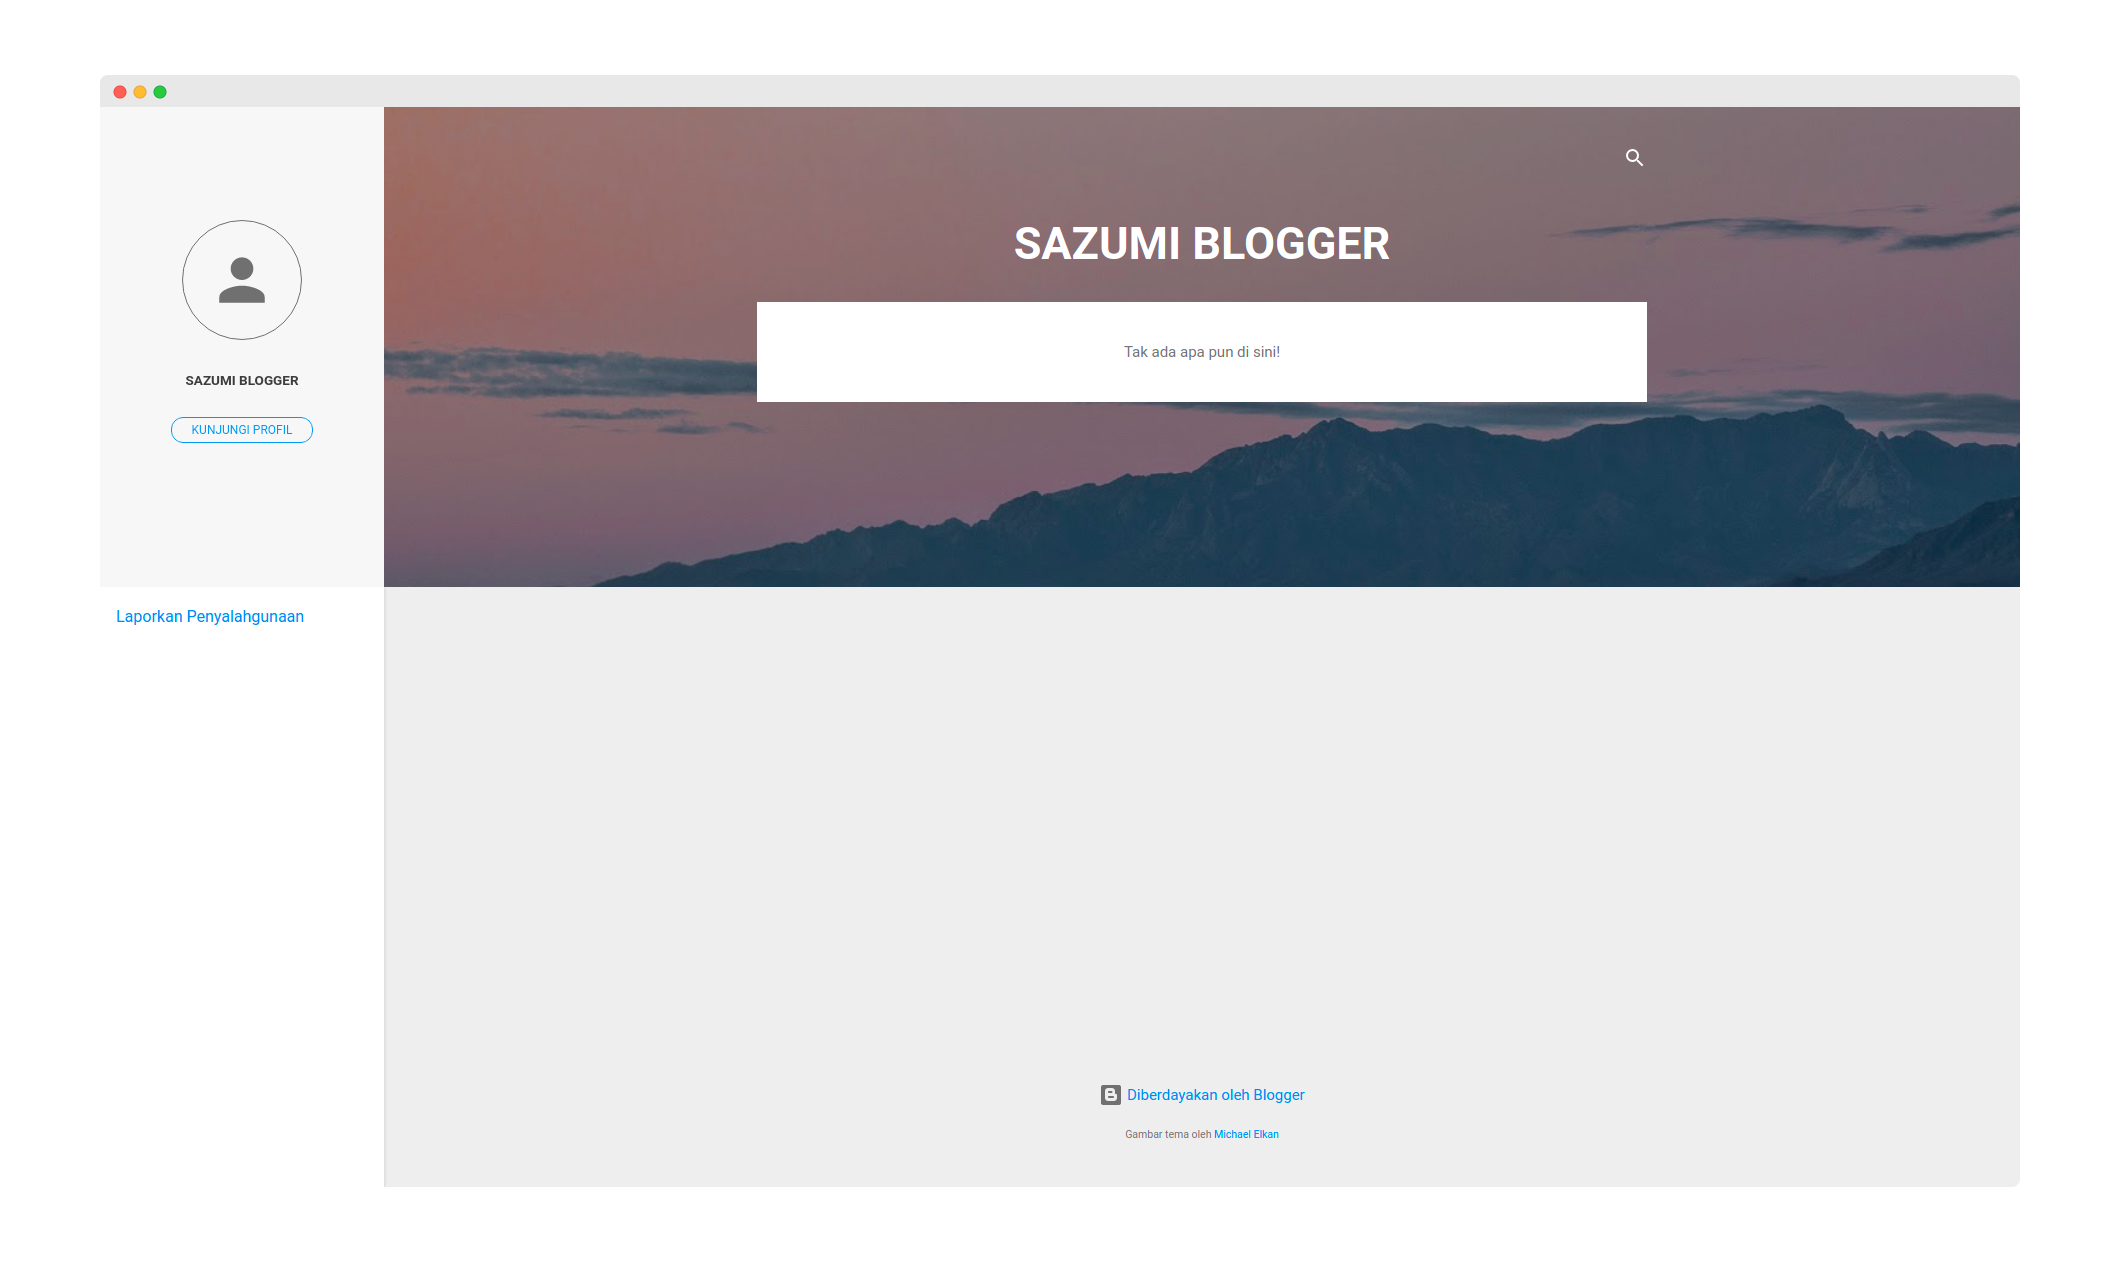 SAZUMI BLOGGER
KUNJUNGI PROFIL
Laporkan Penyalahgunaan
SAZUMI BLOGGER
Tak ada apa pun di sini!
Diberdayakan oleh Blogger
Gambar tema oleh Michael Elkan